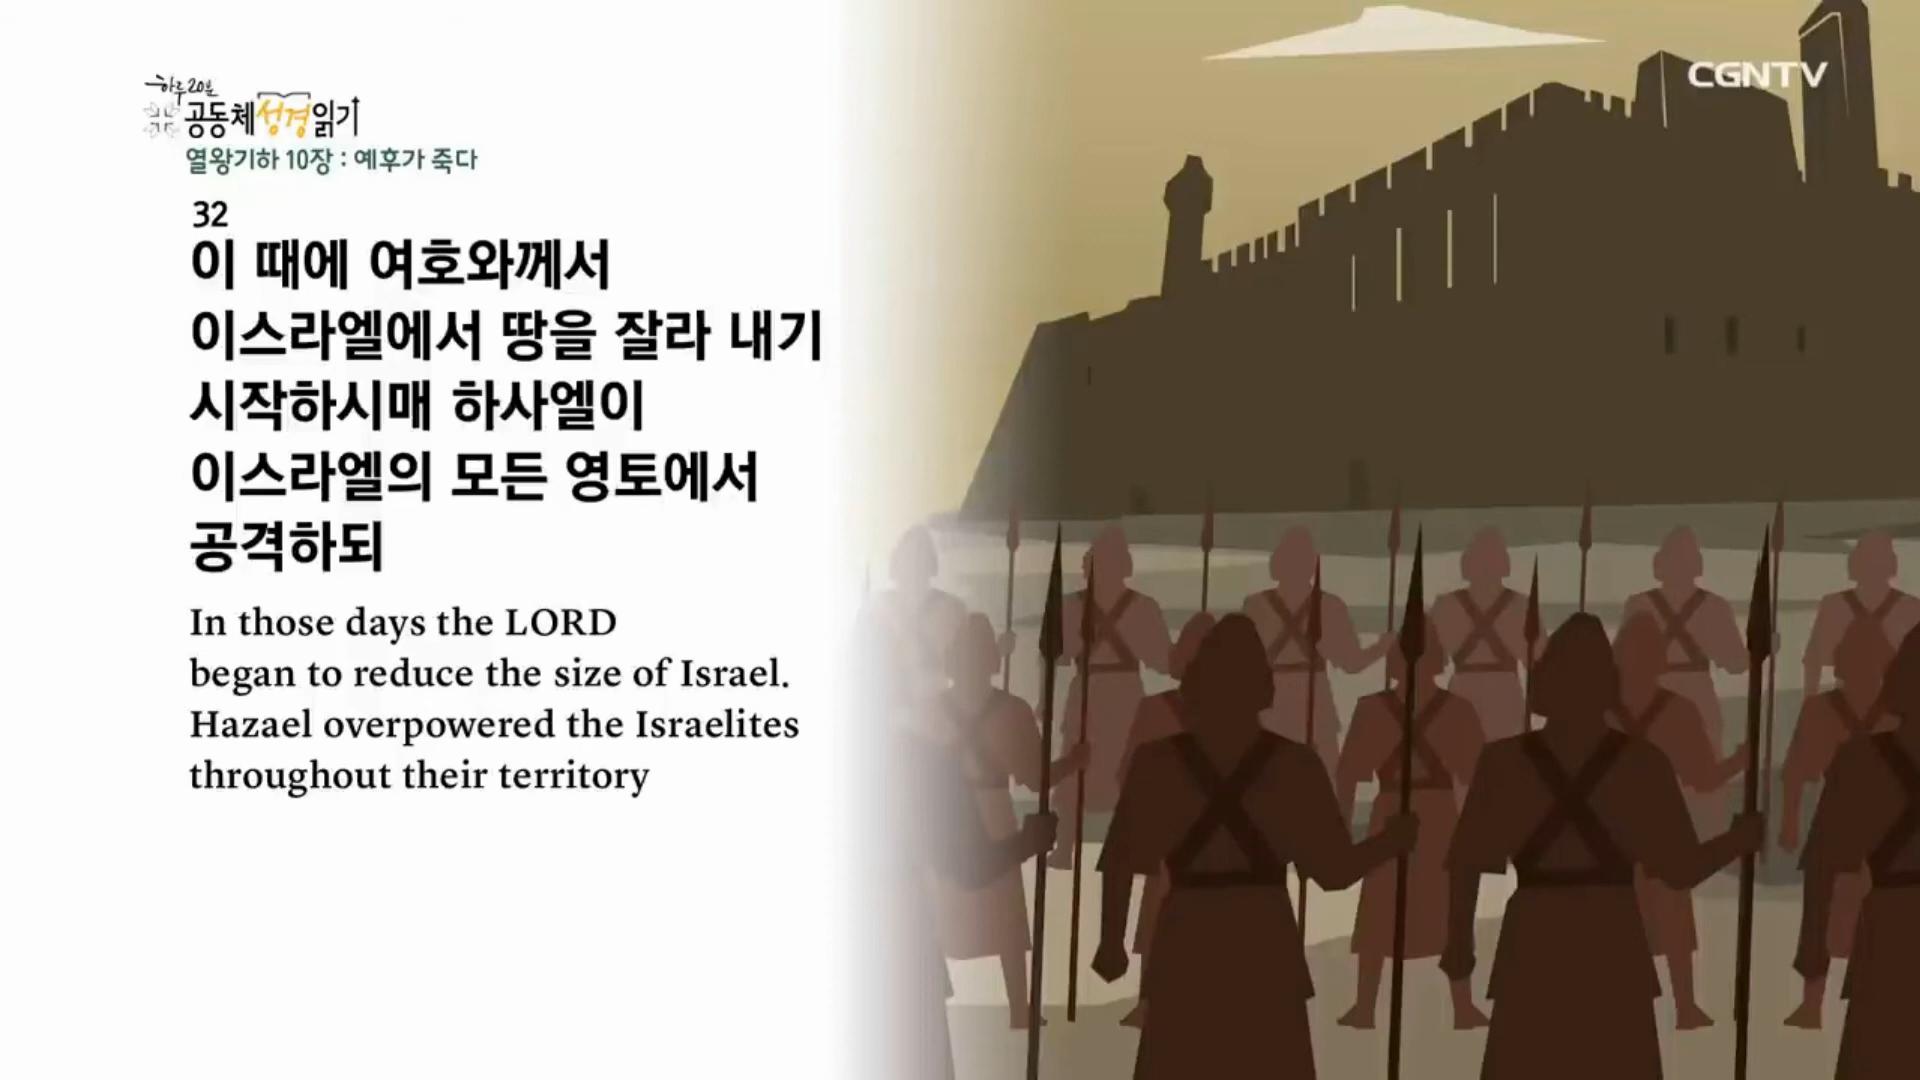 하루 20분
공동체성경읽기
CGNTV
열왕기하 10장 : 예후가 죽다
32
이 때에 여호와께서
이스라엘에서 땅을 잘라 내기
시작하시매 하사엘이
이스라엘의 모든 영토에서
공격하되
In those days the LORD
began to reduce the size of Israel.
Hazael overpowered the Israelites
throughout their territory